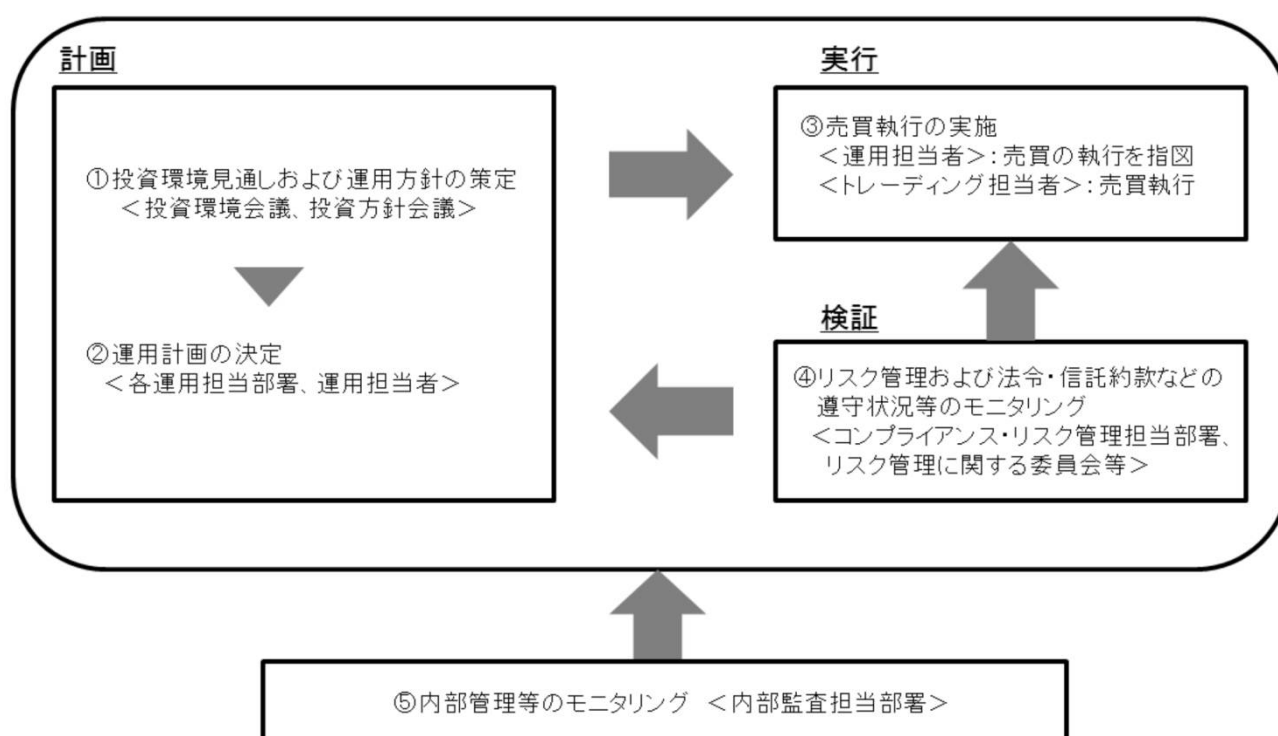 計画
①投資環境見通しおよび運用方針の策定
＜投資環境会議、投資方針会議＞
②運用計画の決定
＜各運用担当部署、運用担当者＞
実行
③売買執行の実施
＜運用担当者＞：売買の執行を指図
＜トレーディング担当者＞：売買執行
検証
④リスク管理および法令・信託約款などの
遵守状況等のモニタリング
＜コンプライアンス・リスク管理担当部署、
リスク管理に関する委員会等＞
⑤内部管理等のモニタリング ＜内部監査担当部署＞